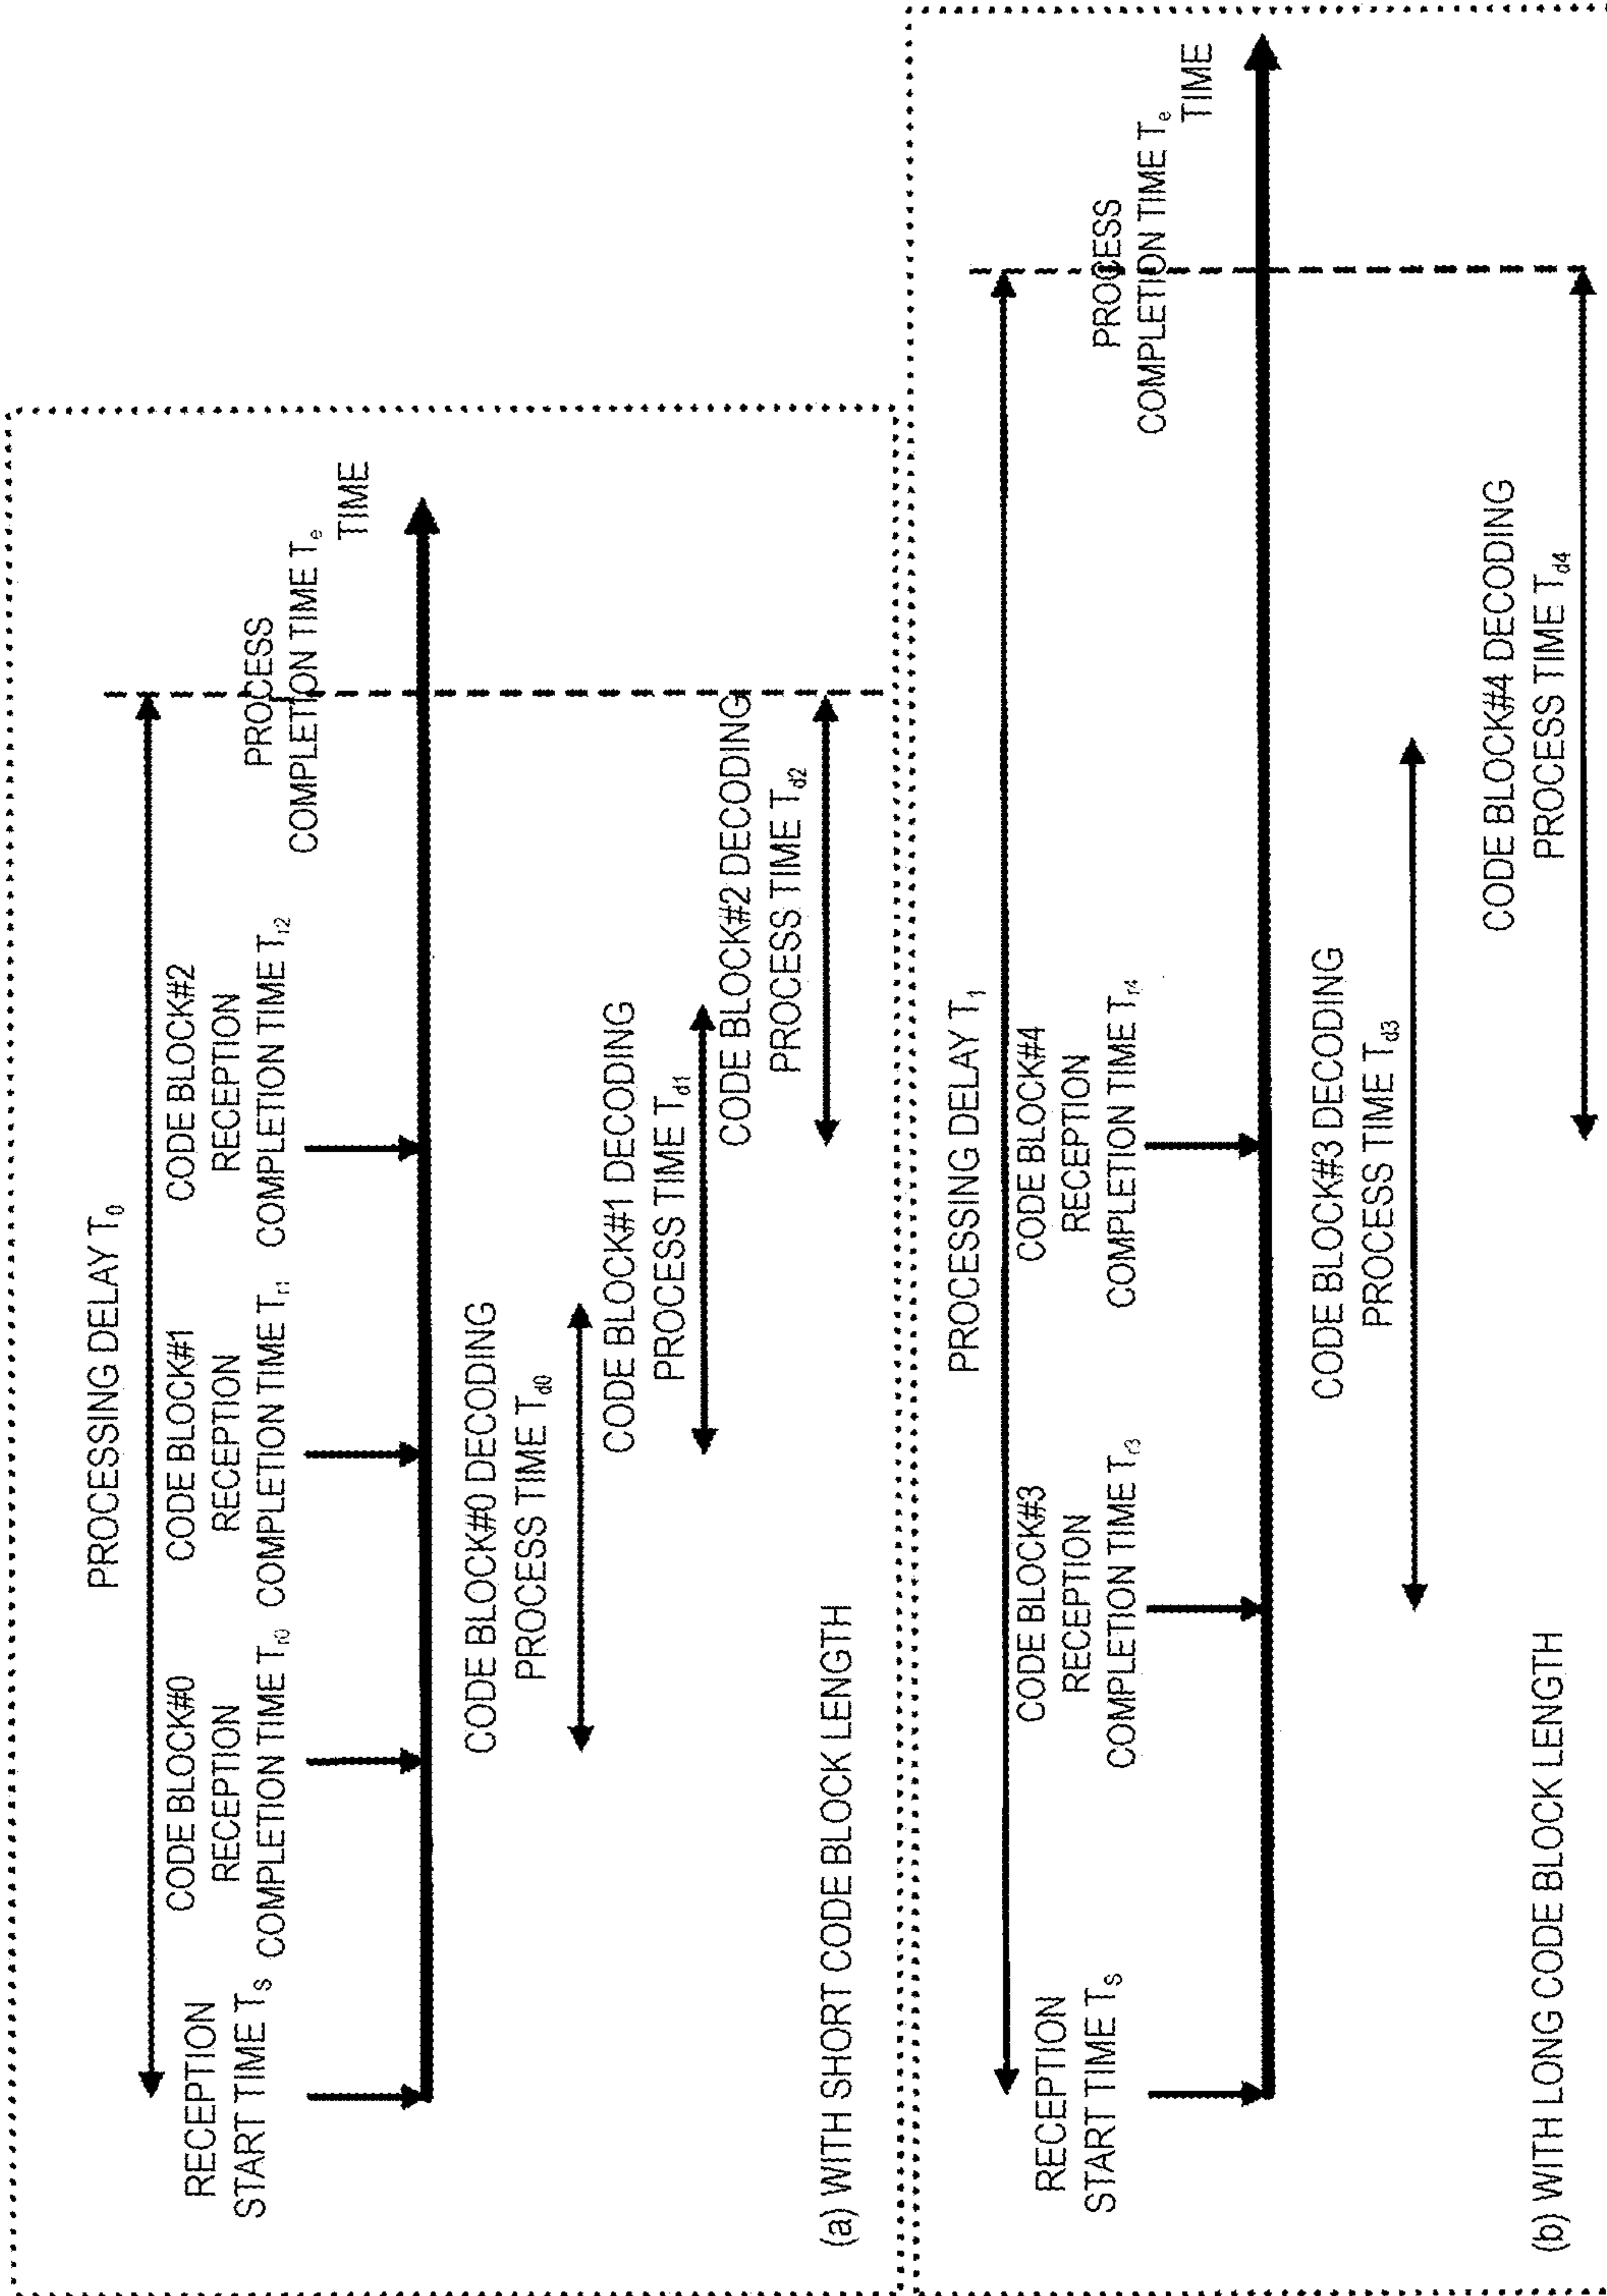 PROCESSING DELAY T0
RECEPTION
START TIME TS
CODE BLOCK#0
RECEPTION
COMPLETION TIME Tr0
CODE BLOCK#1
RECEPTION
COMPLETION TIME Tr1
CODE BLOCK#2
RECEPTION
COMPLETION TIME Tr2
PROCESS
COMPLETION TIME Te
TIME
CODE BLOCK#0 DECODING
PROCESS TIME Td0
CODE BLOCK#1 DECODING
PROCESS TIME Td1
CODE BLOCK#2 DECODING
PROCESS TIME Td2
(a) WITH SHORT CODE BLOCK LENGTH
PROCESSING DELAY T1
RECEPTION
START TIME TS
CODE BLOCK#3
RECEPTION
COMPLETION TIME Tr3
CODE BLOCK#4
RECEPTION
COMPLETION TIME Tr4
PROCESS
COMPLETION TIME Te
TIME
CODE BLOCK#3 DECODING
PROCESS TIME Td3
CODE BLOCK#4 DECODING
PROCESS TIME Td4
(b) WITH LONG CODE BLOCK LENGTH